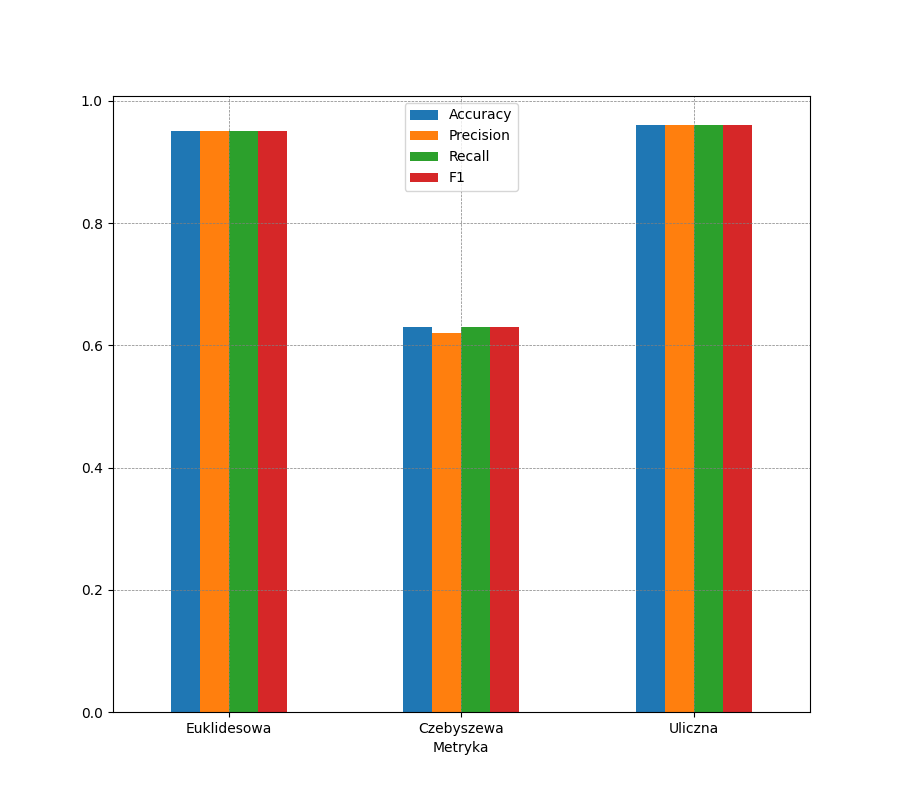 1.0
Accuracy
Precision
Recall
F1
0.8
0.6
0.4
0.2
0.0
Euklidesowa Czebyszewa Uliczna
Metryka